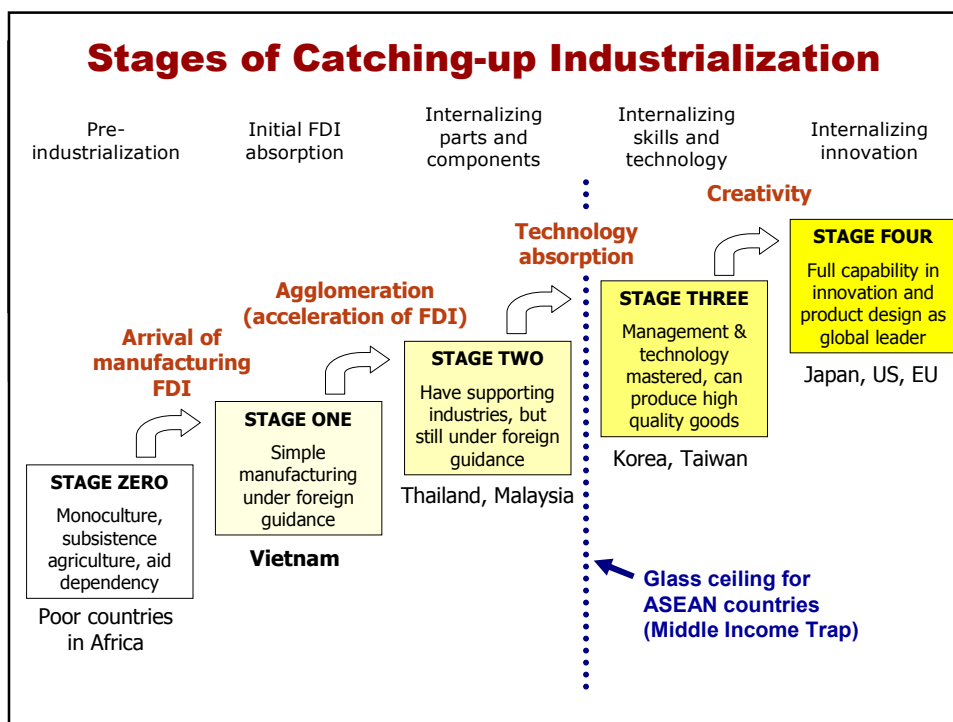 Stages of Catching-up Industrialization
Pre-
industrialization
Initial FDI
absorption
Internalizing
parts and
components
Internalizing
skills and
technology
Internalizing
innovation
Arrival of
manufacturing
FDI
Agglomeration
(acceleration of FDI)
Technology
absorption
Creativity
STAGE ZERO
Monoculture,
subsistence
agriculture, aid
dependency
Poor countries
in Africa
STAGE ONE
Simple
manufacturing
under foreign
guidance
Vietnam
STAGE TWO
Have supporting
industries, but
still under foreign
guidance
Thailand, Malaysia
STAGE THREE
Management &
technology
mastered, can
produce high
quality goods
Korea, Taiwan
STAGE FOUR
Full capability in
innovation and
product design as
global leader
Japan, US, EU
Glass ceiling for
ASEAN countries
(Middle Income Trap)